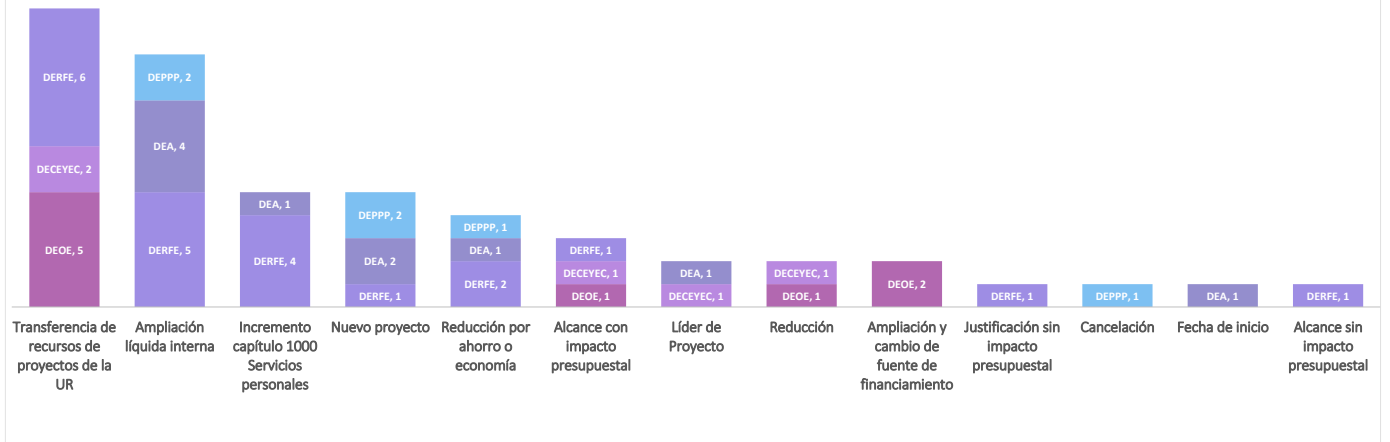 DERFE, 6
DECEYEC, 2
DEOE, 5
DEPPP, 2
DEA, 4
DERFE, 5
DEA, 1
DERFE, 4
DEPPP, 2
DEA, 2
DERFE, 1
DEPPP, 1
DEA, 1
DERFE, 2
DERFE, 1
DECEYEC, 1
DEOE, 1
DEA, 1
DECEYEC, 1
DECEYEC, 1
DEOE, 1
DEOE, 2
DERFE, 1
DEPPP, 1
DEA, 1
DERFE, 1
Transferencia de
recursos de
proyectos de la
UR
Ampliación
líquida interna
Incremento
capítulo 1000
Servicios
personales
Nuevo proyecto
Reducción por
ahorro o
economía
Alcance con
impacto
presupuestal
Líder de
Proyecto
Reducción
Ampliación y
cambio de
fuente de
financiamiento
Justificación sin
impacto
presupuestal
Cancelación
Fecha de inicio
Alcance sin
impacto
presupuestal